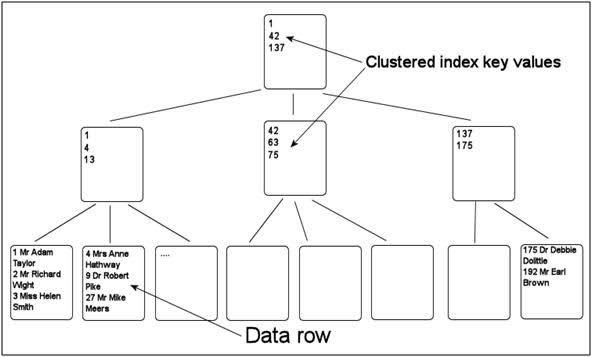 1
42
137
Clustered index key values
1
4
13
42
63
75
137
175
1 Mr Adam
Taylor
2 Mr Richard
Wight
3 Miss Helen
Smith
4 Mrs Anne
Hathway
9 Dr Robert
Pike
27 Mr Mike
Meers
....
175 Dr Debbie
Dolittle
192 Mr Earl
Brown
Data row